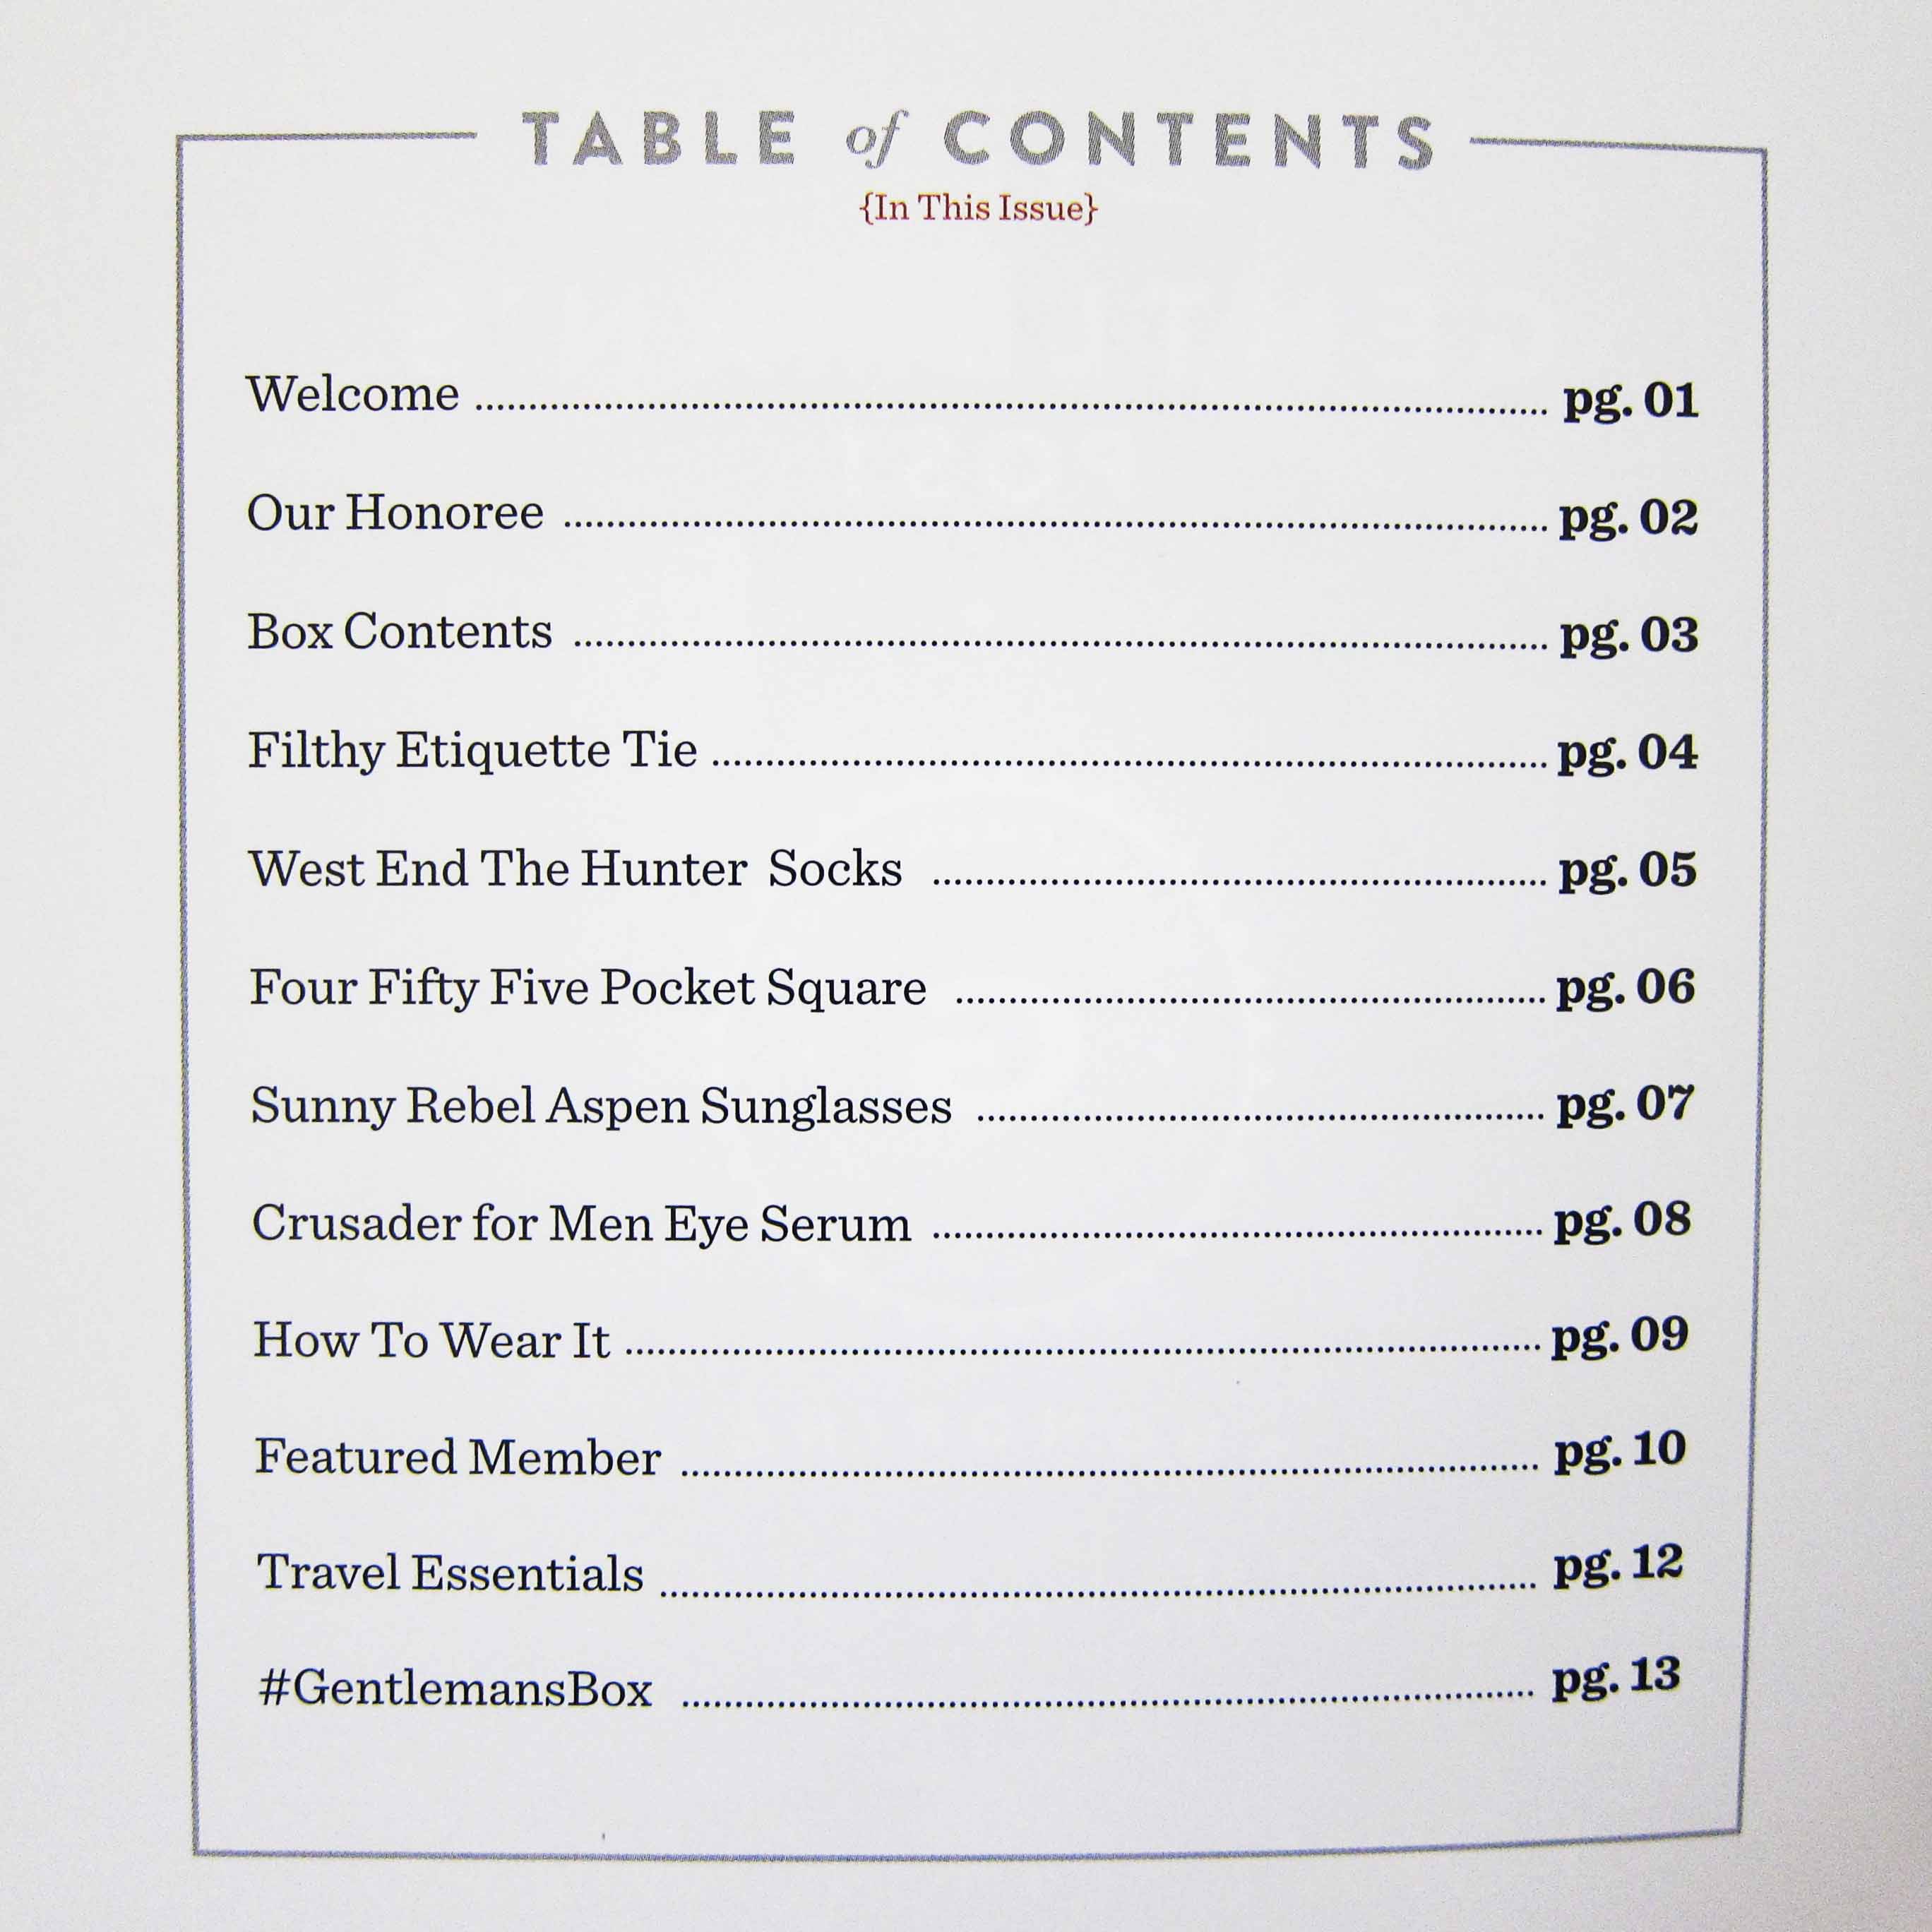 TABLE of CONTENTS
{In This Issue}
Welcome ........................................ pg. 01
Our Honoree ........................................ pg. 02
Box Contents ........................................ pg. 03
Filthy Etiquette Tie ........................................ pg. 04
West End The Hunter Socks ........................................ pg. 05
Four Fifty Five Pocket Square ........................................ pg. 06
Sunny Rebel Aspen Sunglasses ........................................ pg. 07
Crusader for Men Eye Serum ........................................ pg. 08
How To Wear It ........................................ pg. 09
Featured Member ........................................ pg. 10
Travel Essentials ........................................ pg. 12
#GentlemansBox ........................................ pg. 13